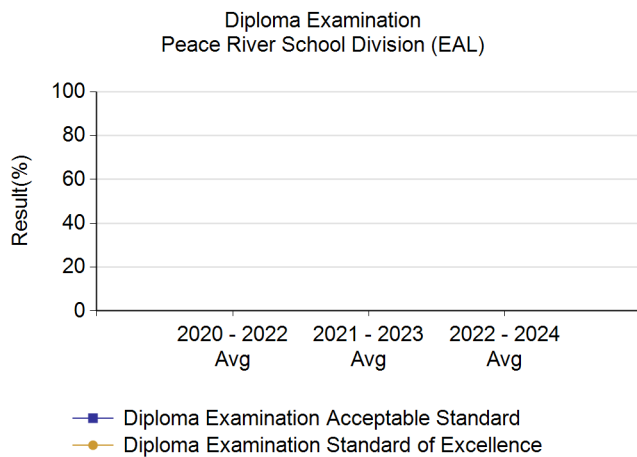 Diploma Examination
Peace River School Division (EAL)
Result(%)
100
80
60
40
20
0
2020 - 2022 2021 - 2023 2022 - 2024
Avg Avg Avg
Diploma Examination Acceptable Standard
Diploma Examination Standard of Excellence